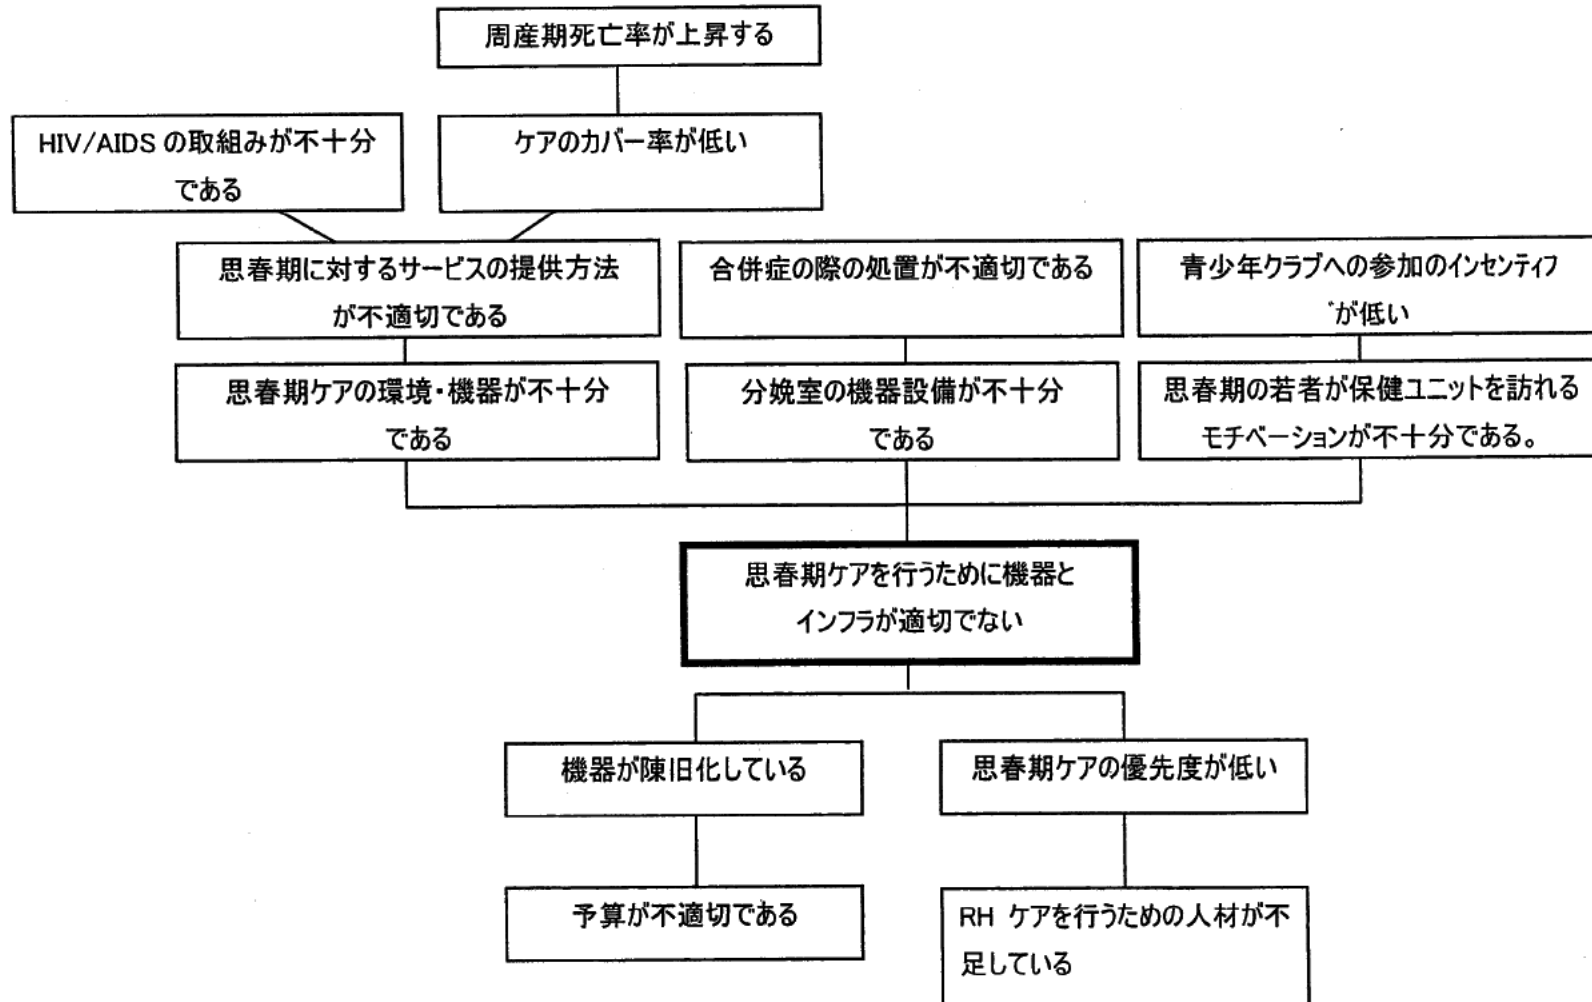 周産期死亡率が上昇する
HIV/AIDS の取組みが不十分
である
ケアのカバー率が低い
思春期に対するサービスの提供方法
が不適切である
合併症の際の処置が不適切である
青少年クラブへの参加のインセンティフ
゛が低い
思春期ケアの環境・機器が不十分
である
分娩室の機器設備が不十分
である
思春期の若者が保健ユニットを訪れる
モチベーションが不十分である。
思春期ケアを行うために機器と
インフラが適切でない
機器が陳旧化している
思春期ケアの優先度が低い
予算が不適切である
RH ケアを行うための人材が不
足している